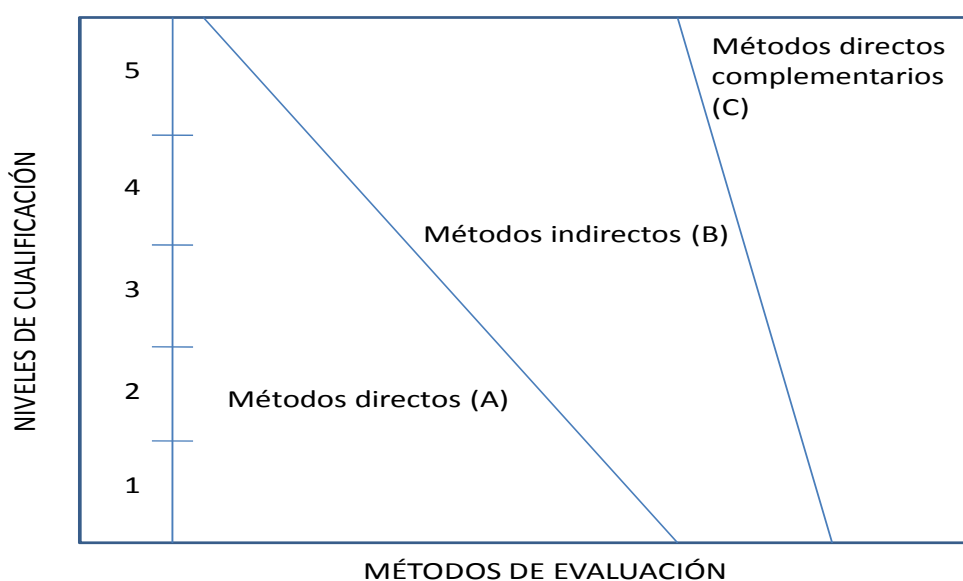 NIVELES DE CUALIFICACIÓN
5
4
3
2
1
Métodos directos
complementarios
(C)
Métodos indirectos (B)
Métodos directos (A)
MÉTODOS DE EVALUACIÓN